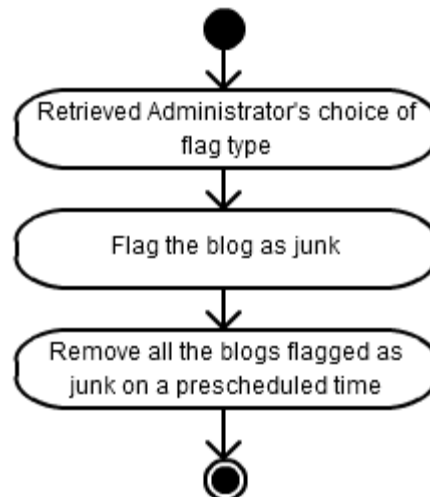 Retrieved Administrator's choice of
flag type
Flag the blog as junk
Remove all the blogs flagged as
junk on a prescheduled time